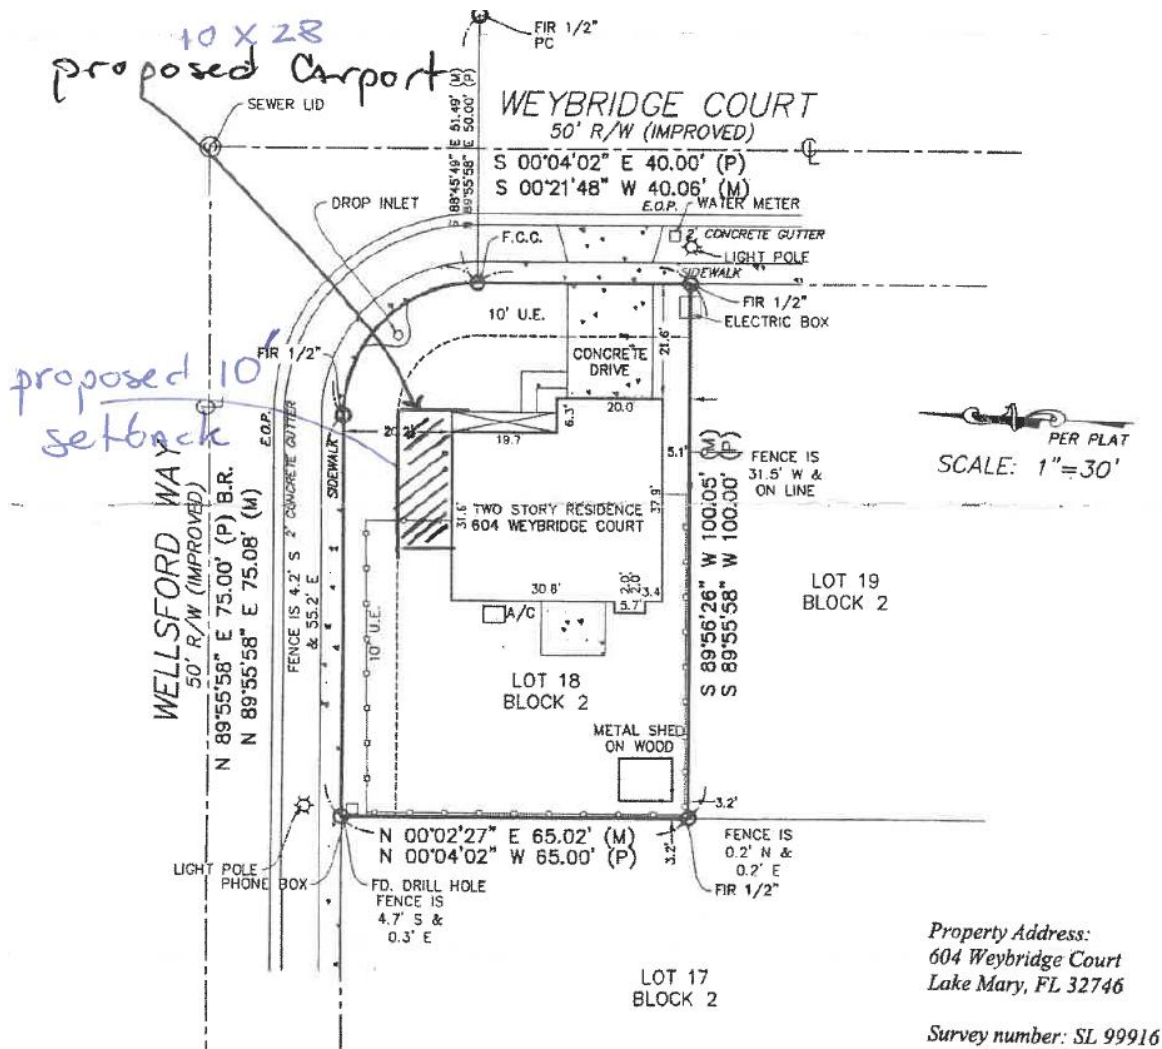 10 X 28
proposed Carport
FIR 1/2"
PC
SEWER LID
S 88°45'49" E 51.49' (M)
N 89°55'58" E 50.00' (P)
WEYBRIDGE COURT
50' R/W (IMPROVED)
S 00°04'02" E 40.00' (P)
S 00°21'48" W 40.06' (M)
E.O.P.
WATER METER
DROP INLET
2' CONCRETE GUTTER
F.C.C.
LIGHT POLE
SIDEWALK
FIR 1/2"
ELECTRIC BOX
10' U.E.
21.6'
FIR 1/2"
CONCRETE
DRIVE
proposed 10'
setback
E.O.P.
20.2'
19.7
6.3'
20.0'
5.1'
FENCE IS
31.5' W &
ON LINE
PER PLAT
SCALE: 1"=30'
WELLSFORD WAY
50' R/W (IMPROVED)
N 89°55'58" E 75.00' (P) B.R.
N 89°55'58" E 75.08' (M)
2' CONCRETE GUTTER
SIDEWALK
FENCE IS 4.2' S
& 55.2' E
31.6'
TWO STORY RESIDENCE
604 WEYBRIDGE COURT
37.9'
S 89°56'26" W 100.05' (M)
S 89°55'58" W 100.00' (P)
LOT 19
BLOCK 2
30.8'
2.0'
2.0'
5.7'
3.4
A/C
10' U.E.
LOT 18
BLOCK 2
METAL SHED
ON WOOD
3.2'
N 00°02'27" E 65.02' (M)
N 00°04'02" W 65.00' (P)
3.2'
FENCE IS
0.2' N &
0.2' E
FIR 1/2"
LIGHT POLE
PHONE BOX
FD. DRILL HOLE
FENCE IS
4.7' S &
0.3' E
LOT 17
BLOCK 2
Property Address:
604 Weybridge Court
Lake Mary, FL 32746
Survey number: SL 99916